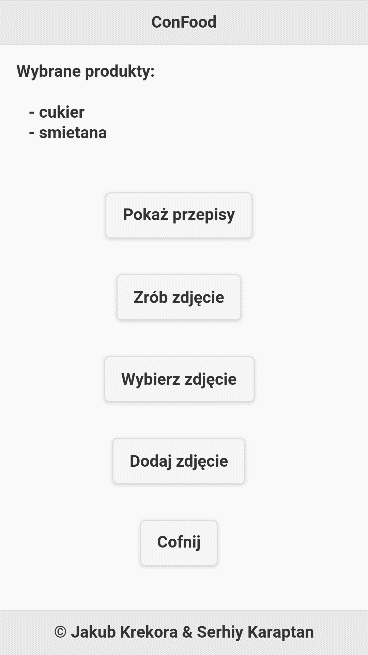 ConFood
Wybrane produkty:
- cukier
- smietana
Pokaż przepisy
Zrób zdjęcie
Wybierz zdjęcie
Dodaj zdjęcie
Cofnij
© Jakub Krekora & Serhiy Karaptan